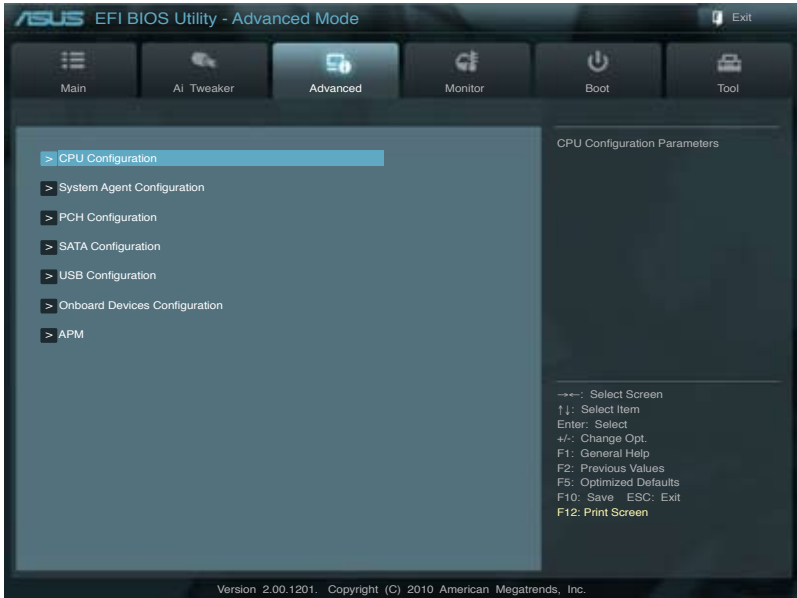 ASUS EFI BIOS Utility - Advanced Mode
Exit
Main
Ai Tweaker
Advanced
Monitor
Boot
Tool
> CPU Configuration
> System Agent Configuration
> PCH Configuration
> SATA Configuration
> USB Configuration
> Onboard Devices Configuration
> APM
CPU Configuration Parameters
→←: Select Screen
↑↓: Select Item
Enter: Select
+/-: Change Opt.
F1: General Help
F2: Previous Values
F5: Optimized Defaults
F10: Save ESC: Exit
F12: Print Screen
Version 2.00.1201. Copyright (C) 2010 American Megatrends, Inc.